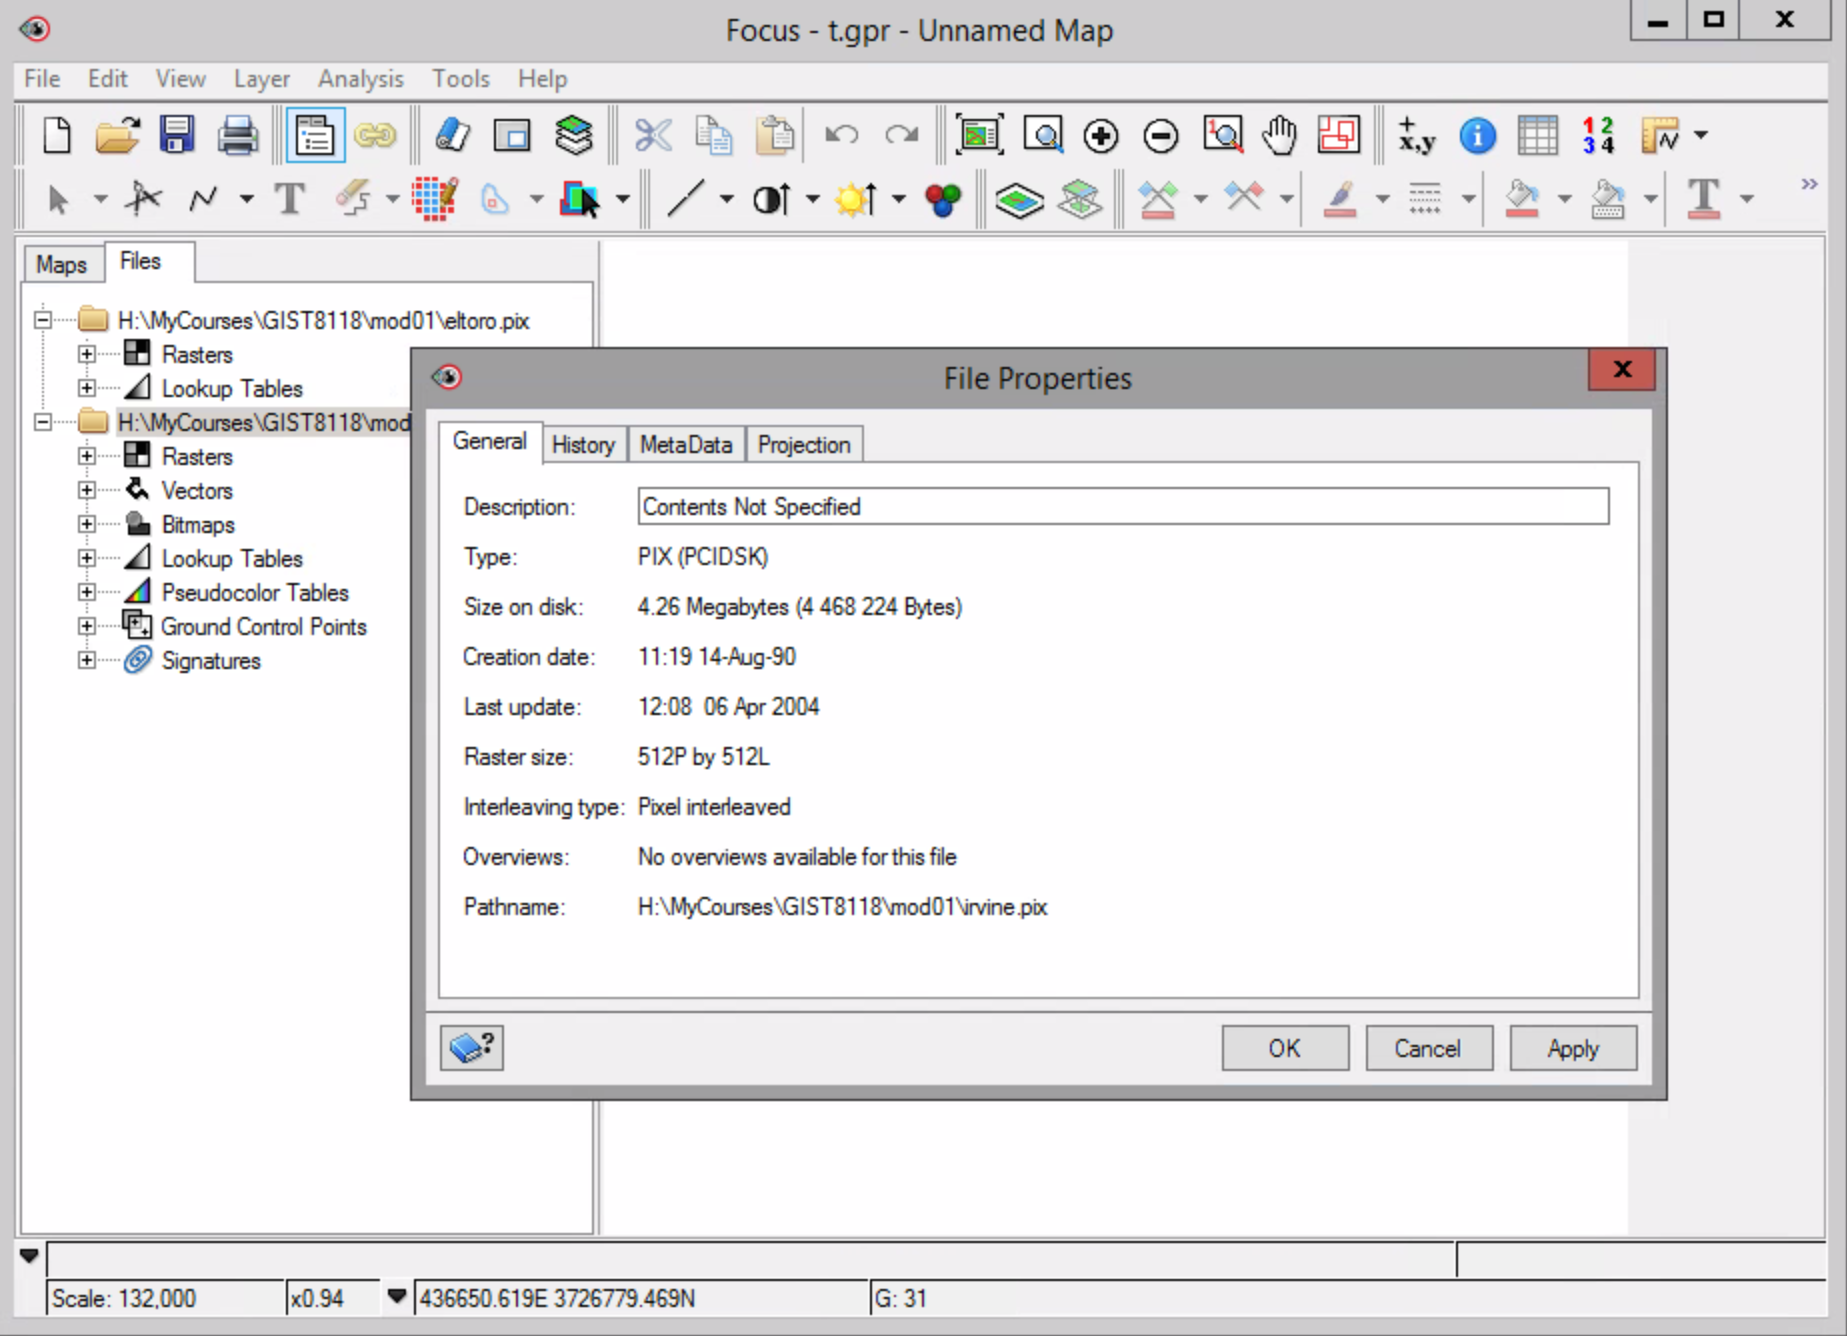 Focus - t.gpr - Unnamed Map
File Edit View Layer Analysis Tools Help
+
x,y
1 2
3 4
Maps Files
H:\MyCourses\GIST8118\mod01\eltoro.pix
Rasters
Lookup Tables
H:\MyCourses\GIST8118\mod
Rasters
Vectors
Bitmaps
Lookup Tables
Pseudocolor Tables
Ground Control Points
Signatures
File Properties
General History MetaData Projection
Description: Contents Not Specified
Type: PIX (PCIDSK)
Size on disk: 4.26 Megabytes (4 468 224 Bytes)
Creation date: 11:19 14-Aug-90
Last update: 12:08 06 Apr 2004
Raster size: 512P by 512L
Interleaving type: Pixel interleaved
Overviews: No overviews available for this file
Pathname: H:\MyCourses\GIST8118\mod01\irvine.pix
OK Cancel Apply
Scale: 132,000 x0.94 436650.619E 3726779.469N G: 31